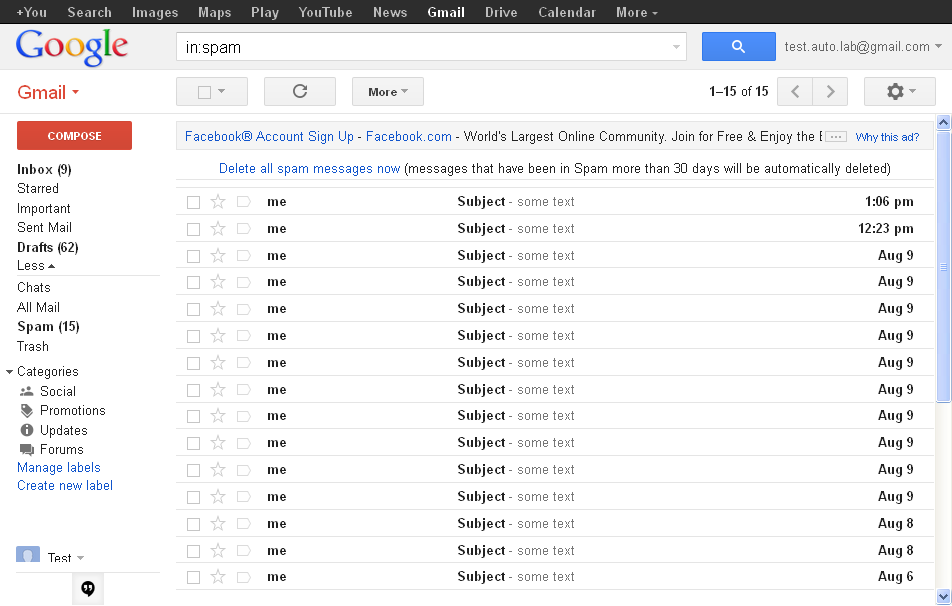 +You Search Images Maps Play YouTube News Gmail Drive Calendar More
Google in:spam test.auto.lab@gmail.com
Gmail More 1–15 of 15
COMPOSE
Inbox (9)
Starred
Important
Sent Mail
Drafts (62)
Less
Chats
All Mail
Spam (15)
Trash
Categories
Social
Promotions
Updates
Forums
Manage labels
Create new label
Test
Facebook® Account Sign Up - Facebook.com - World's Largest Online Community. Join for Free & Enjoy the Why this ad?
Delete all spam messages now (messages that have been in Spam more than 30 days will be automatically deleted)
me Subject - some text 1:06 pm
me Subject - some text 12:23 pm
me Subject - some text Aug 9
me Subject - some text Aug 9
me Subject - some text Aug 9
me Subject - some text Aug 9
me Subject - some text Aug 9
me Subject - some text Aug 9
me Subject - some text Aug 9
me Subject - some text Aug 9
me Subject - some text Aug 9
me Subject - some text Aug 9
me Subject - some text Aug 8
me Subject - some text Aug 8
me Subject - some text Aug 6